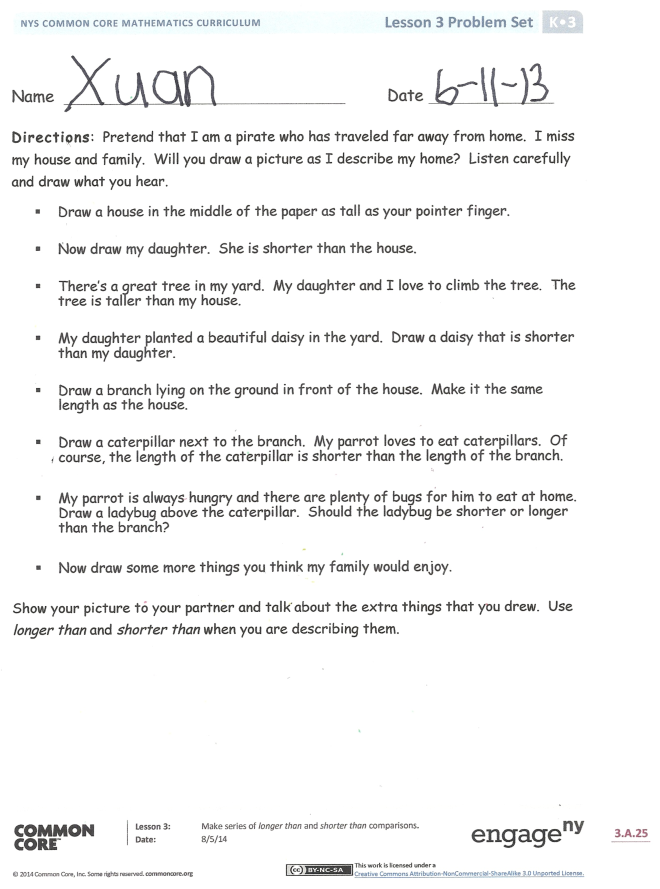 NYS COMMON CORE MATHEMATICS CURRICULUM Lesson 3 Problem Set K•3
Name Xuan Date 6-11-13
Directions: Pretend that I am a pirate who has traveled far away from home. I miss
my house and family. Will you draw a picture as I describe my home? Listen carefully
and draw what you hear.
▪ Draw a house in the middle of the paper as tall as your pointer finger.
▪ Now draw my daughter. She is shorter than the house.
▪ There's a great tree in my yard. My daughter and I love to climb the tree. The
tree is taller than my house.
▪ My daughter planted a beautiful daisy in the yard. Draw a daisy that is shorter
than my daughter.
▪ Draw a branch lying on the ground in front of the house. Make it the same
length as the house.
▪ Draw a caterpillar next to the branch. My parrot loves to eat caterpillars. Of
course, the length of the caterpillar is shorter than the length of the branch.
▪ My parrot is always hungry and there are plenty of bugs for him to eat at home.
Draw a ladybug above the caterpillar. Should the ladybug be shorter or longer
than the branch?
▪ Now draw some more things you think my family would enjoy.
Show your picture to your partner and talk about the extra things that you drew. Use
longer than and shorter than when you are describing them.
COMMON
CORE™
Lesson 3: Make series of longer than and shorter than comparisons.
Date: 8/5/14
engage ny
3.A.25
© 2014 Common Core, Inc. Some rights reserved. commoncore.org
(cc) BY-NC-SA
This work is licensed under a
Creative Commons Attribution-NonCommercial-ShareAlike 3.0 Unported License.